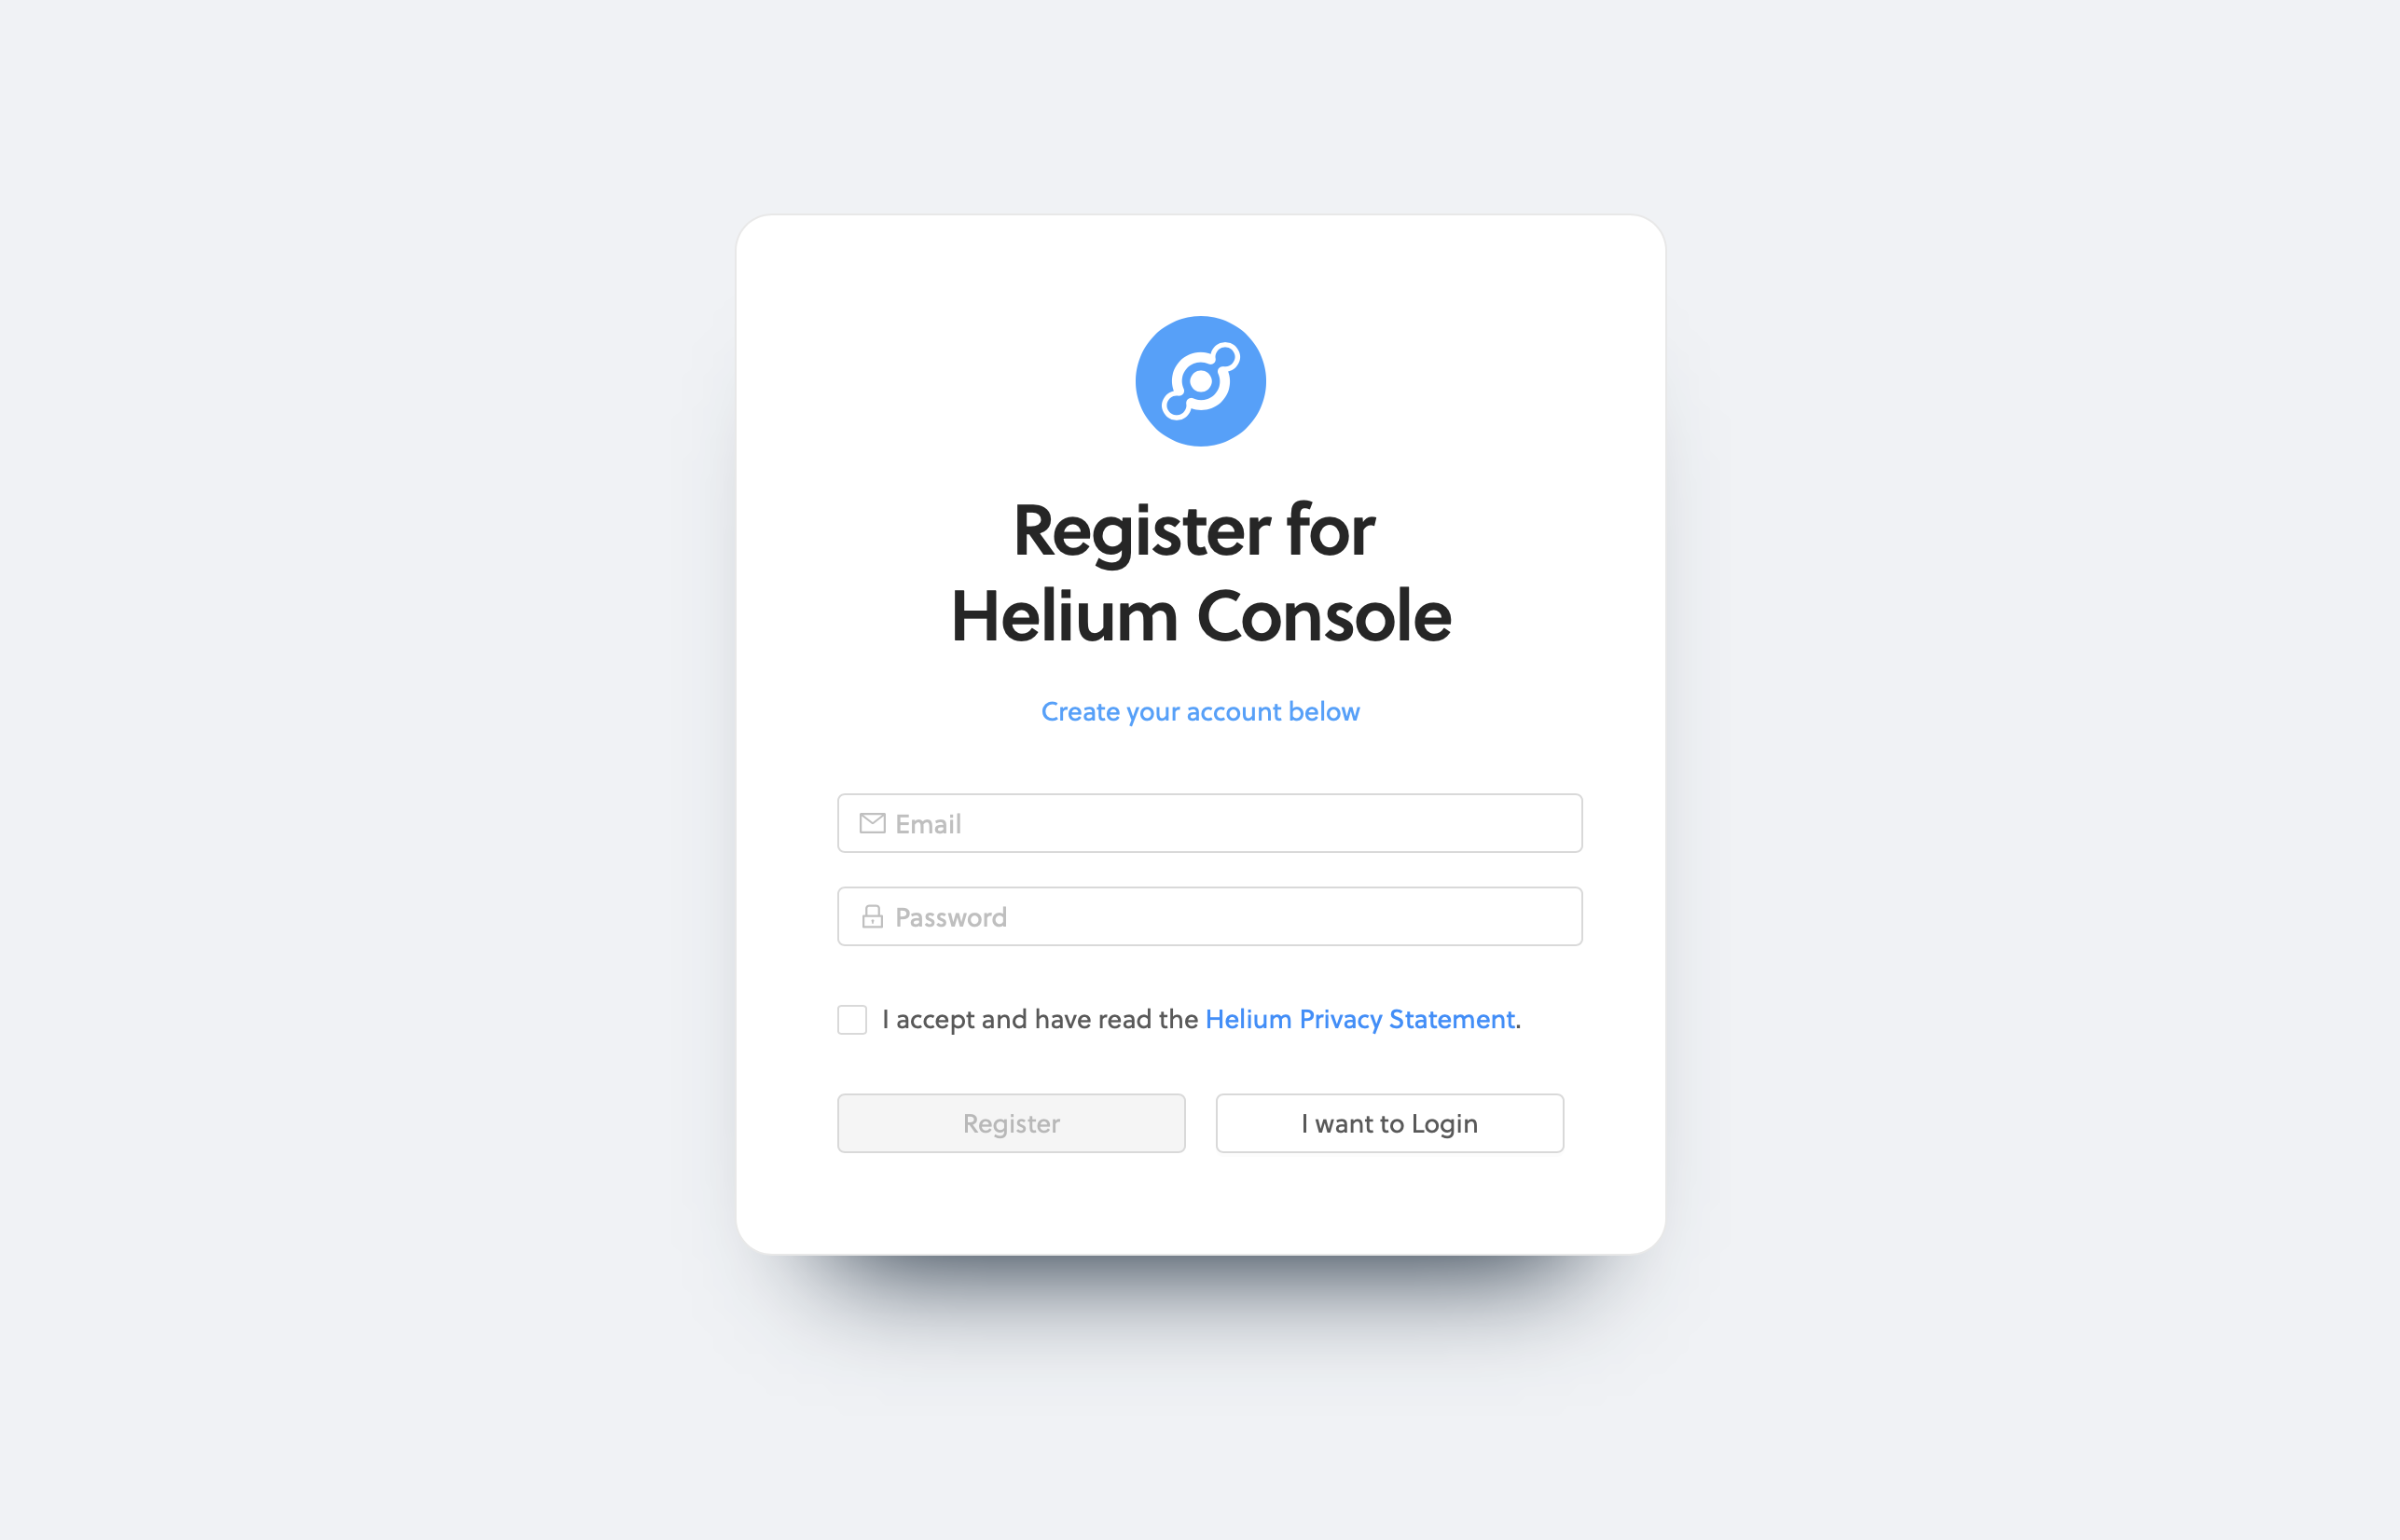 Register for
Helium Console
Create your account below
Email
Password
I accept and have read the Helium Privacy Statement.
Register
I want to Login